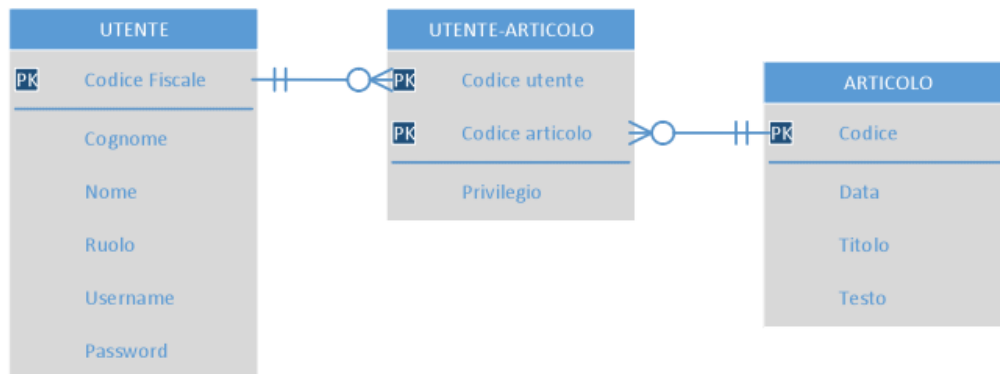 UTENTE
PK Codice Fiscale
Cognome
Nome
Ruolo
Username
Password
UTENTE-ARTICOLO
PK Codice utente
PK Codice articolo
Privilegio
ARTICOLO
PK Codice
Data
Titolo
Testo